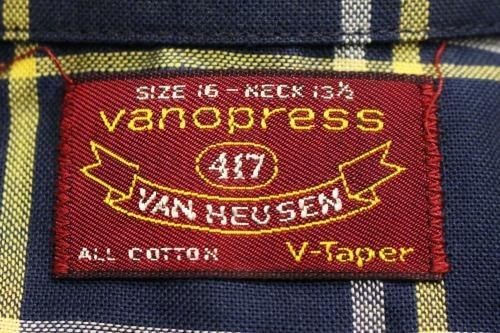 SIZE 16 - NECK 13½
vanopress
417
VAN HEUSEN
ALL COTTON V-Taper